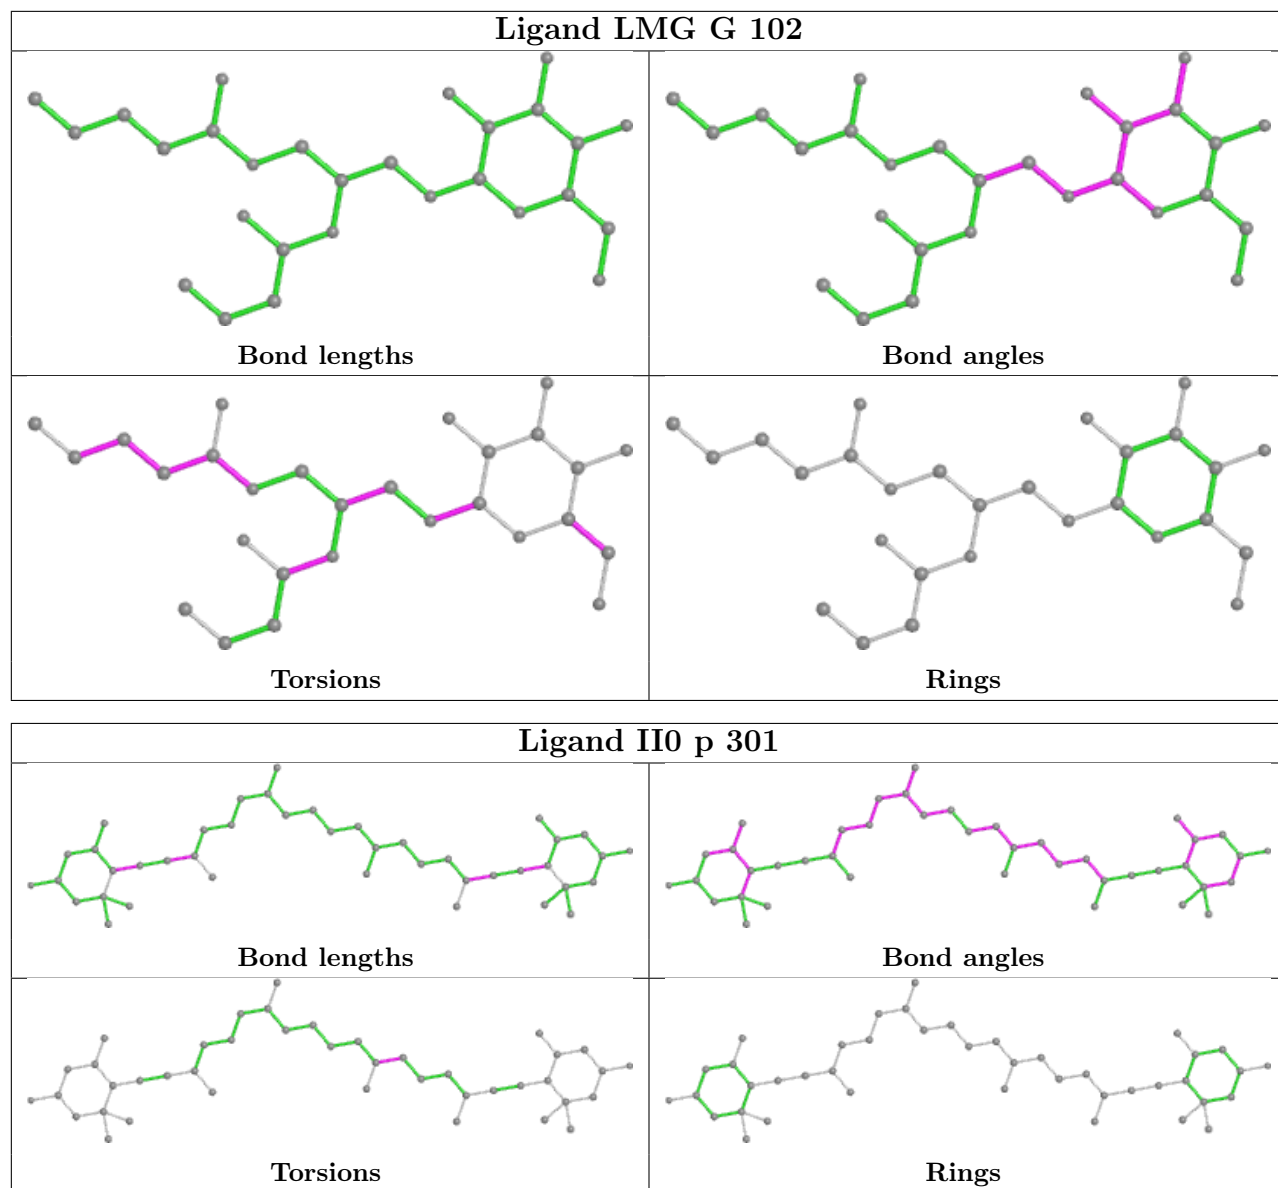 Ligand LMG G 102
Bond lengths
Bond angles
Torsions
Rings
Ligand II0 p 301
Bond lengths
Bond angles
Torsions
Rings